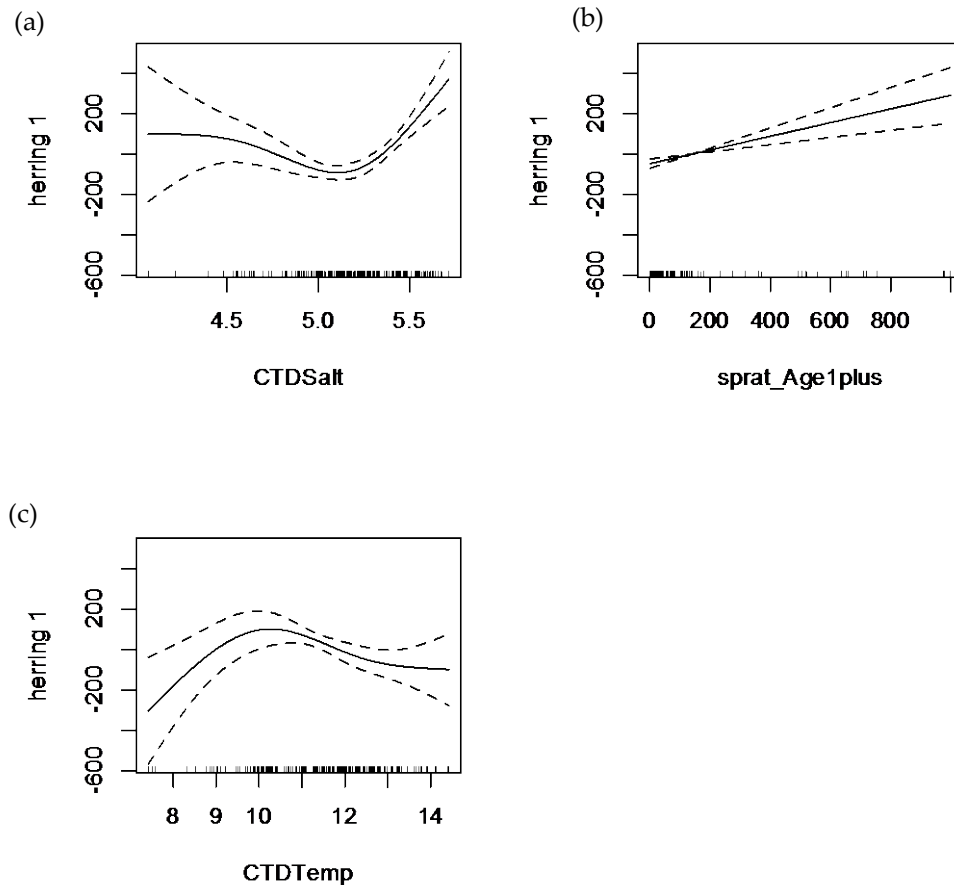 (a)
(b)
herring 1
200
-200
-600
4.5 5.0 5.5
CTDSalt
herring 1
200
-200
-600
0 200 400 600 800
sprat_Age1plus
(c)
herring 1
200
-200
-600
8 9 10 12 14
CTDTemp